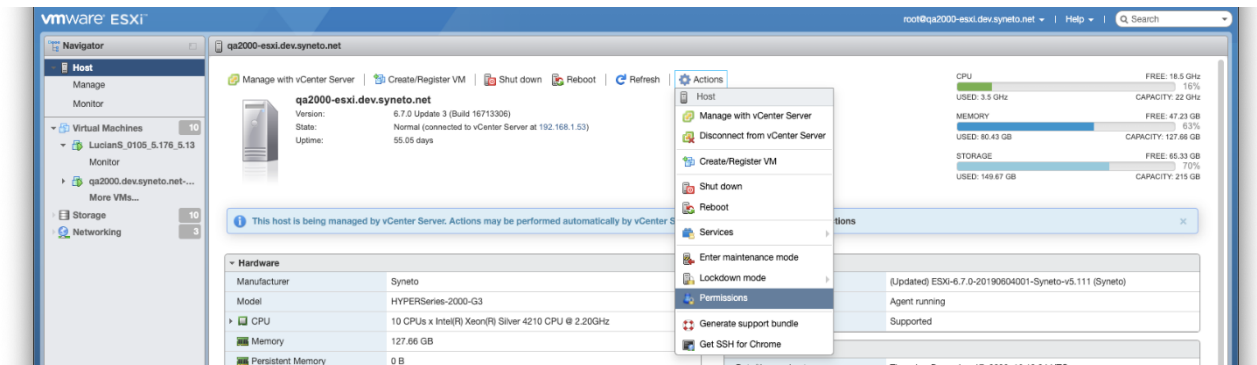 vmware ESXi™
root@qa2000-esxi.dev.syneto.net
Help
Search
Navigator
Host
Manage
Monitor
Virtual Machines 10
LucianS_0105_5.176_5.13
Monitor
qa2000.dev.syneto.net-...
More VMs...
Storage 10
Networking 3
qa2000-esxi.dev.syneto.net
Manage with vCenter Server
Create/Register VM
Shut down
Reboot
Refresh
Actions
qa2000-esxi.dev.syneto.net
Version: 6.7.0 Update 3 (Build 16713306)
State: Normal (connected to vCenter Server at 192.168.1.53)
Uptime: 55.05 days
CPU FREE: 18.5 GHz
16%
USED: 3.5 GHz CAPACITY: 22 GHz
MEMORY FREE: 47.23 GB
63%
USED: 80.43 GB CAPACITY: 127.66 GB
STORAGE FREE: 65.33 GB
70%
USED: 149.67 GB CAPACITY: 215 GB
Host
Manage with vCenter Server
Disconnect from vCenter Server
Create/Register VM
Shut down
Reboot
Services
Enter maintenance mode
Lockdown mode
Permissions
Generate support bundle
Get SSH for Chrome
This host is being managed by vCenter Server. Actions may be performed automatically by vCenter S
tions
Hardware
Manufacturer Syneto
Model HYPERSeries-2000-G3
CPU 10 CPUs x Intel(R) Xeon(R) Silver 4210 CPU @ 2.20GHz
Memory 127.66 GB
Persistent Memory 0 B
(Updated) ESXi-6.7.0-20190604001-Syneto-v5.111 (Syneto)
Agent running
Supported